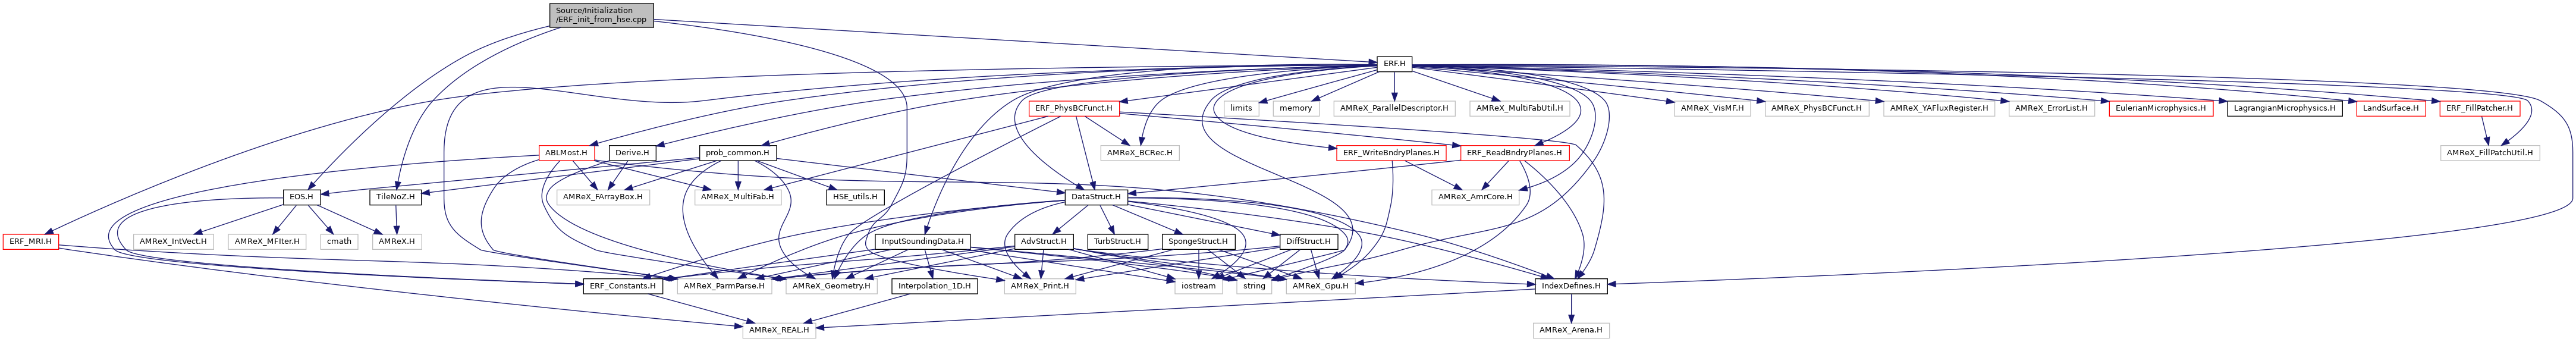 Source/Initialization
/ERF_init_from_hse.cpp
ERF.H
ERF_PhysBCFunct.H
limits
memory
AMReX_ParallelDescriptor.H
AMReX_MultiFabUtil.H
AMReX_VisMF.H
AMReX_PhysBCFunct.H
AMReX_YAFluxRegister.H
AMReX_ErrorList.H
EulerianMicrophysics.H
LagrangianMicrophysics.H
LandSurface.H
ERF_FillPatcher.H
ABLMost.H
Derive.H
prob_common.H
AMReX_BCRec.H
ERF_WriteBndryPlanes.H
ERF_ReadBndryPlanes.H
AMReX_FillPatchUtil.H
EOS.H
TileNoZ.H
AMReX_FArrayBox.H
AMReX_MultiFab.H
HSE_utils.H
DataStruct.H
AMReX_AmrCore.H
ERF_MRI.H
AMReX_IntVect.H
AMReX_MFIter.H
cmath
AMReX.H
InputSoundingData.H
AdvStruct.H
TurbStruct.H
SpongeStruct.H
DiffStruct.H
ERF_Constants.H
AMReX_ParmParse.H
AMReX_Geometry.H
Interpolation_1D.H
AMReX_Print.H
iostream
string
AMReX_Gpu.H
IndexDefines.H
AMReX_REAL.H
AMReX_Arena.H